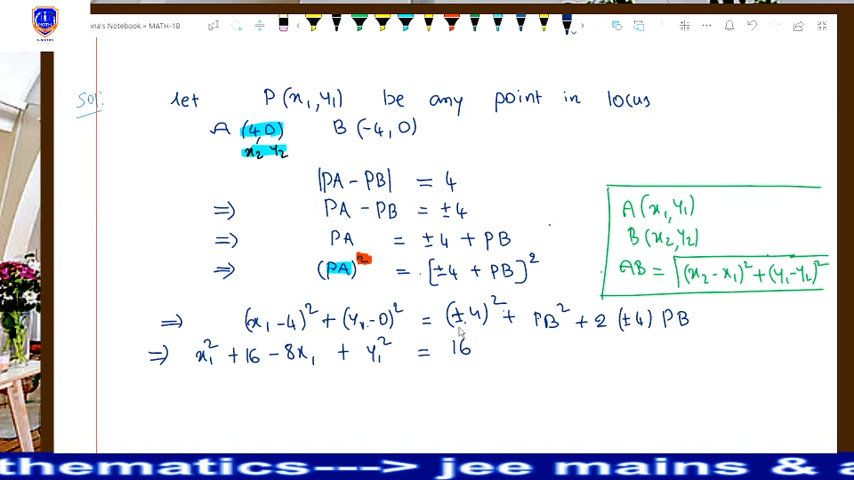 ina's Notebook » MATH-1B
Sol:
let P(x₁,y₁) be any point in locus
A (4,0) B(-4,0)
x₂ y₂
|PA - PB| = 4
⇒ PA - PB = ±4
⇒ PA = ±4 + PB
⇒ (PA)² = [±4 + PB]²
A(x₁,y₁)
B(x₂,y₂)
AB = √(x₂-x₁)²+(y₁-y₂)²
⇒ (x₁-4)²+(y₁-0)² = (±4)² + PB² + 2(±4) PB
⇒ x₁² + 16 - 8x₁ + y₁² = 16
thematics---> jee mains & a